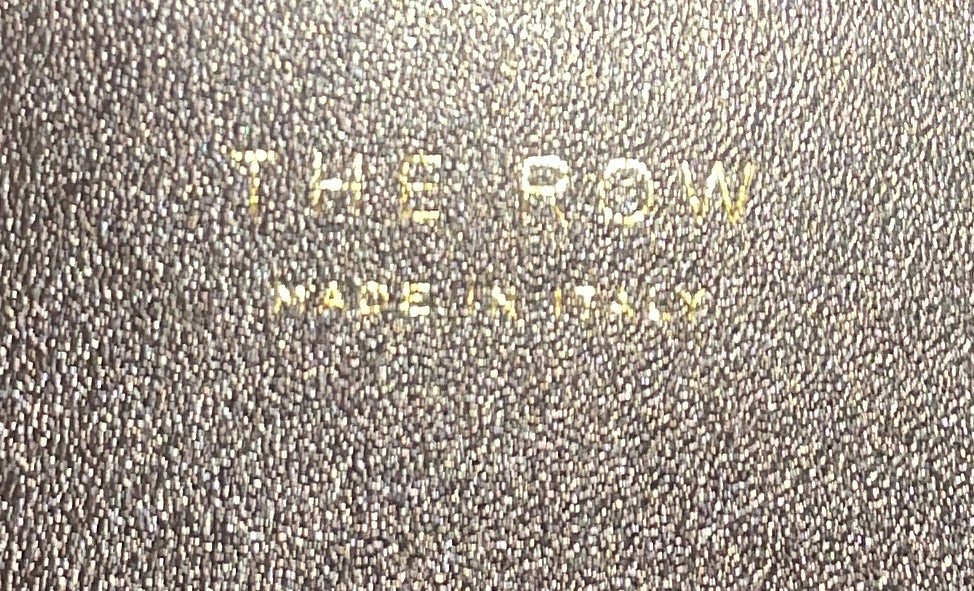 THE ROW
MADE IN ITALY